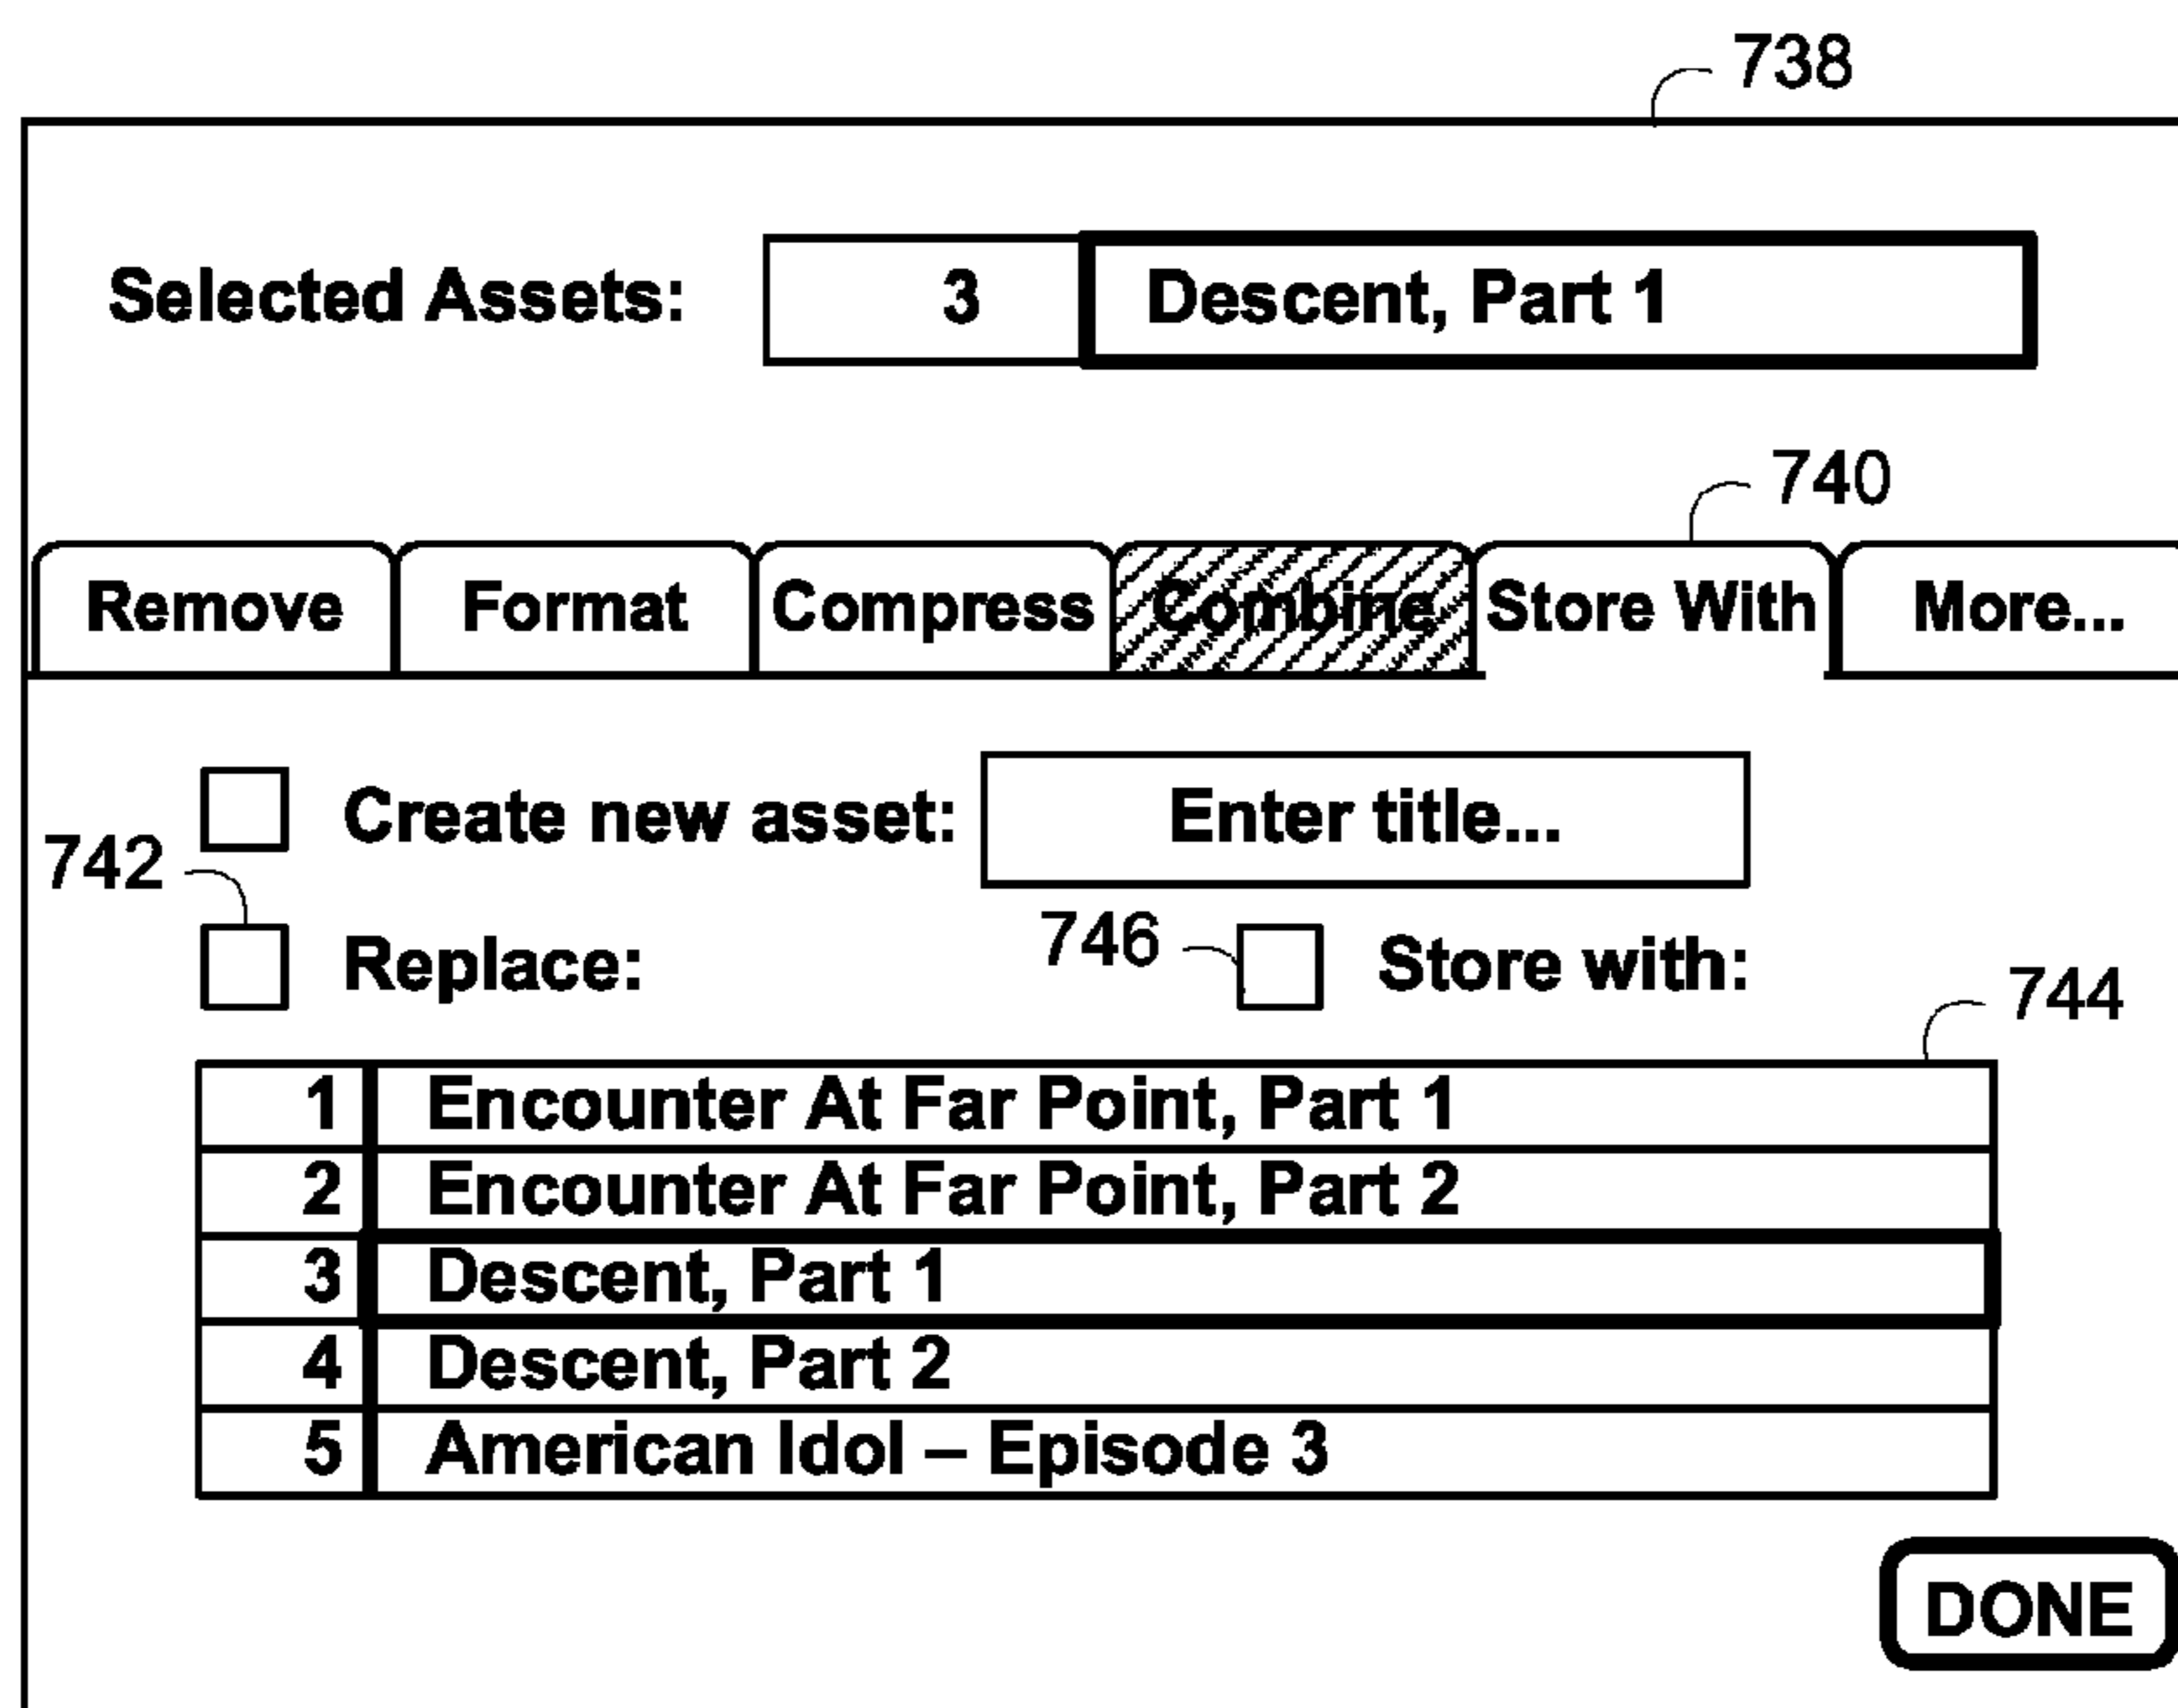 738
Selected Assets: 3 Descent, Part 1
740
Remove Format Compress Combine Store With More...
Create new asset: Enter title...
742
Replace: 746 Store with:
744
1 Encounter At Far Point, Part 1
2 Encounter At Far Point, Part 2
3 Descent, Part 1
4 Descent, Part 2
5 American Idol – Episode 3
DONE